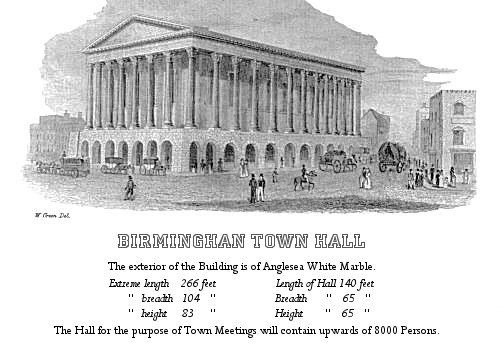 W. Green Del.
BIRMINGHAN TOWN HALL
The exterior of the Building is of Anglesea White Marble.
Extreme length 266 feet Length of Hall 140 feet
" breadth 104 " Breadth " 65 "
" height 83 " Height " 65 "
The Hall for the purpose of Town Meetings will contain upwards of 8000 Persons.